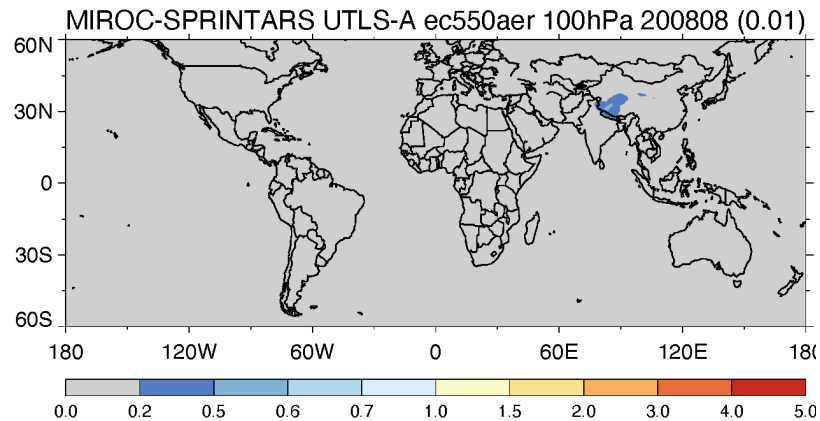 MIROC-SPRINTARS UTLS-A ec550aer 100hPa 200808 (0.01)
60N
30N
0
30S
60S
180 120W 60W 0 60E 120E 180
0.0 0.2 0.5 0.6 0.7 1.0 1.5 2.0 3.0 4.0 5.0